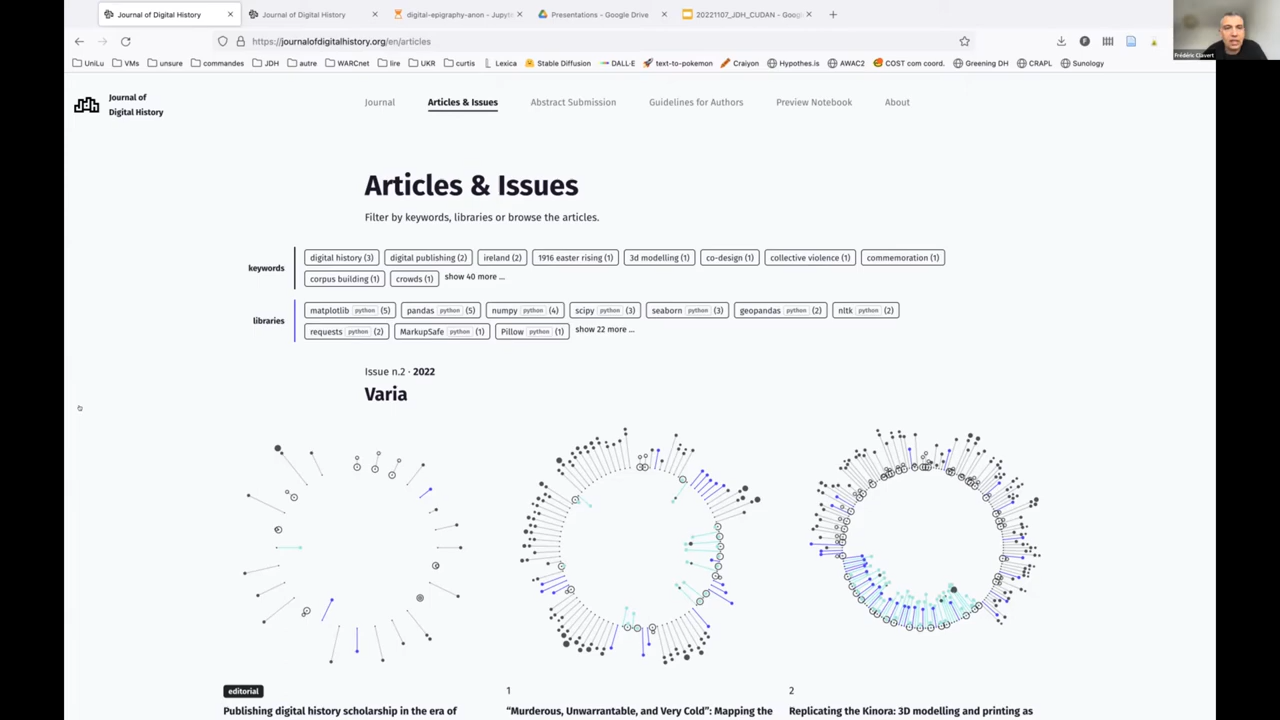 Journal of Digital History
Journal of Digital History
digital-epigraphy-anon - Jupyte
Presentations - Google Drive
20221107_JDH_CUDAN - Goog
https://journalofdigitalhistory.org/en/articles
UniLu VMs unsure commandes JDH autre WARCnet lire UKR curtis Lexica Stable Diffusion DALL·E text-to-pokemon Craiyon Hypothes.is AWAC2 COST com coord. Greening DH CRAPL Sunology
Frédéric Clavert
Journal of
Digital History
Journal Articles & Issues Abstract Submission Guidelines for Authors Preview Notebook About
Articles & Issues
Filter by keywords, libraries or browse the articles.
keywords
digital history (3) digital publishing (2) ireland (2) 1916 easter rising (1) 3d modelling (1) co-design (1) collective violence (1) commemoration (1)
corpus building (1) crowds (1) show 40 more ...
libraries
matplotlib python (5) pandas python (5) numpy python (4) scipy python (3) seaborn python (3) geopandas python (2) nltk python (2)
requests python (2) MarkupSafe python (1) Pillow python (1) show 22 more ...
Issue n.2 · 2022
Varia
editorial
Publishing digital history scholarship in the era of
1
“Murderous, Unwarrantable, and Very Cold”: Mapping the
2
Replicating the Kinora: 3D modelling and printing as